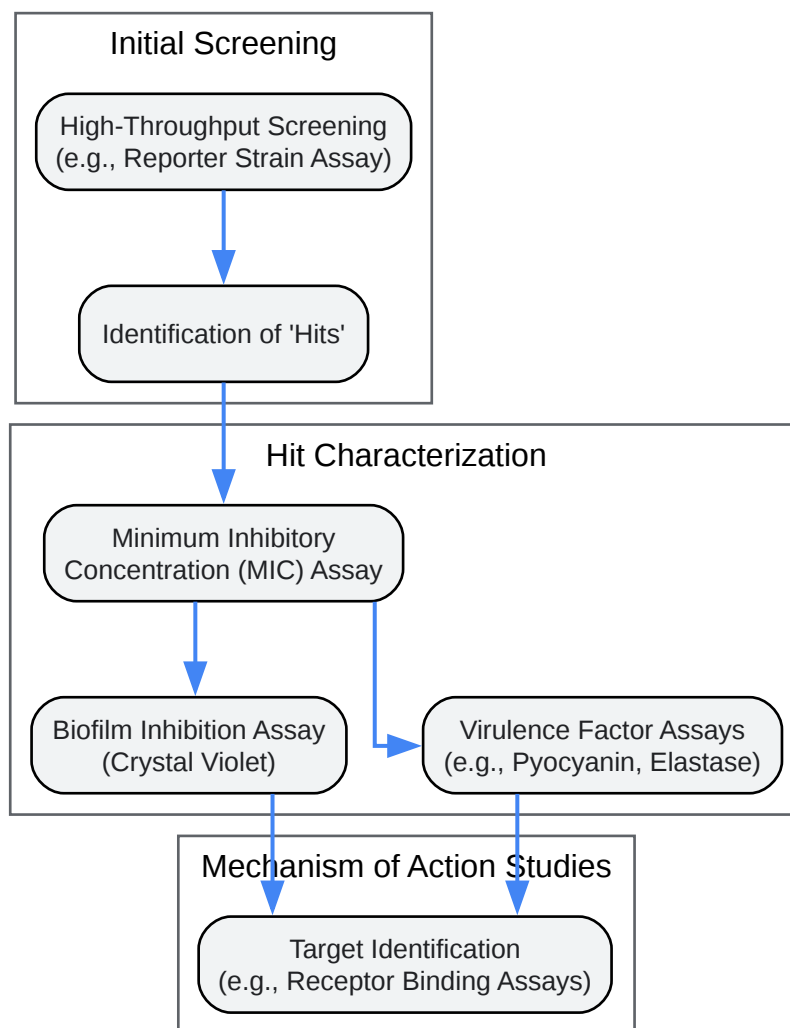 Initial Screening
High-Throughput Screening
(e.g., Reporter Strain Assay)
Identification of 'Hits'
Hit Characterization
Minimum Inhibitory
Concentration (MIC) Assay
Biofilm Inhibition Assay
(Crystal Violet)
Virulence Factor Assays
(e.g., Pyocyanin, Elastase)
Mechanism of Action Studies
Target Identification
(e.g., Receptor Binding Assays)